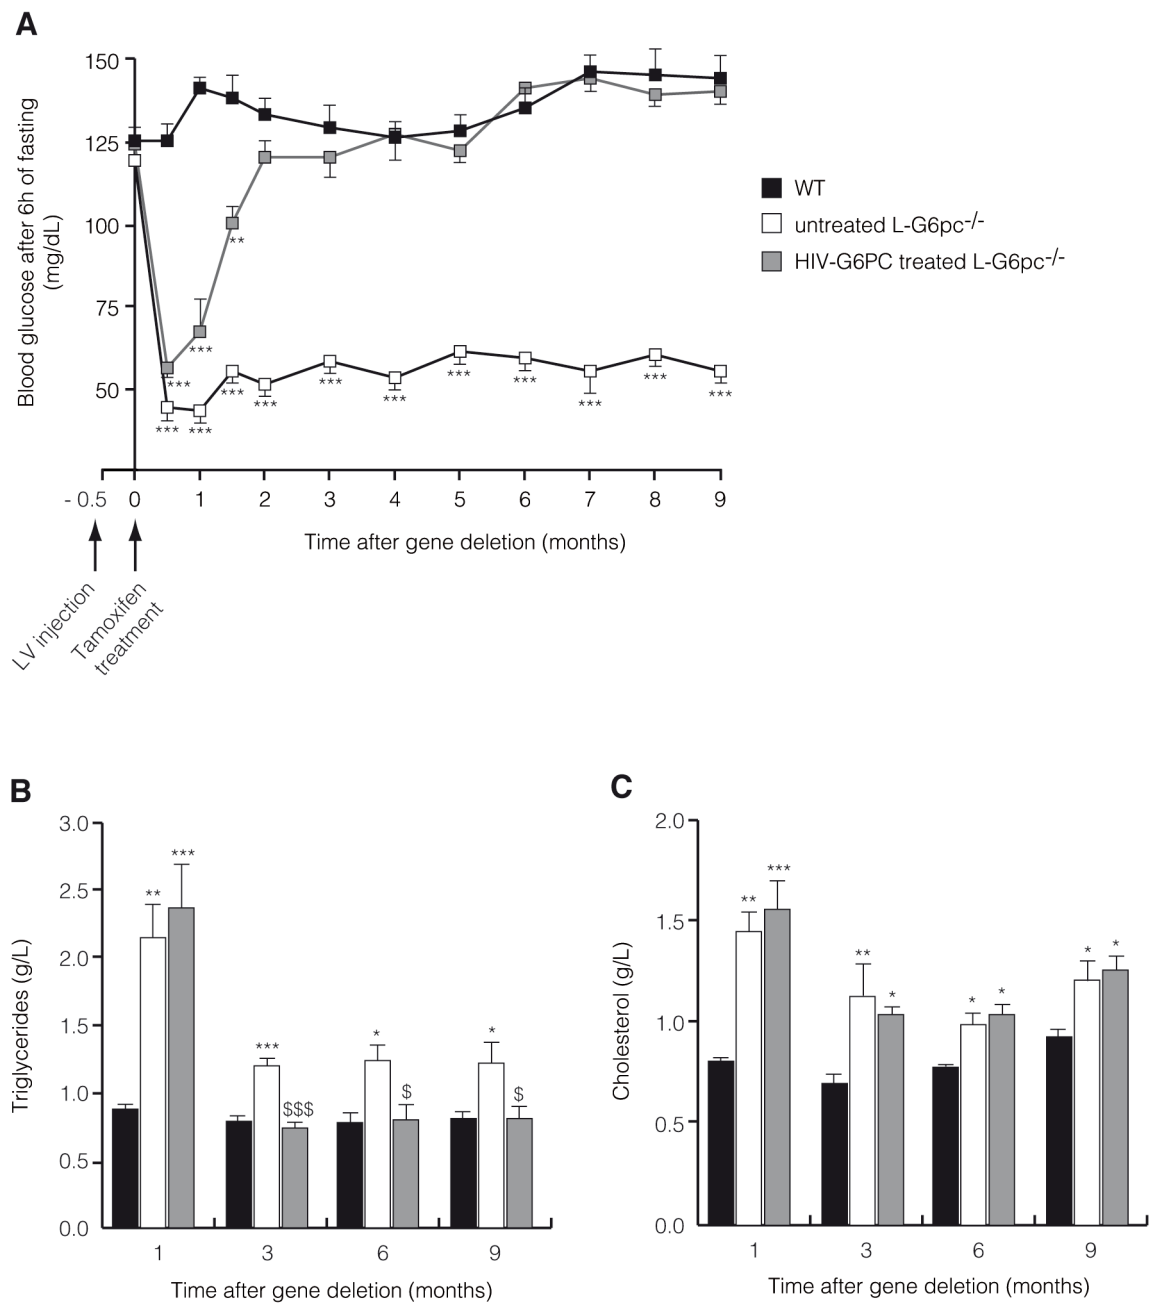 A
150
125
100
75
50
Blood glucose after 6h of fasting
(mg/dL)
**
***
***
***
***
***
***
***
***
***
***
***
***
***
WT
untreated L-G6pc-/-
HIV-G6PC treated L-G6pc-/-
- 0.5 0 1 2 3 4 5 6 7 8 9
Time after gene deletion (months)
LV injection
Tamoxifen
treatment
B
3.0
2.5
2.0
1.5
1.0
0.5
0.0
Triglycerides (g/L)
** ***
*** $$$
* $
* $
1 3 6 9
Time after gene deletion (months)
C
2.0
1.5
1.0
0.5
0.0
Cholesterol (g/L)
** ***
** *
* *
* *
1 3 6 9
Time after gene deletion (months)